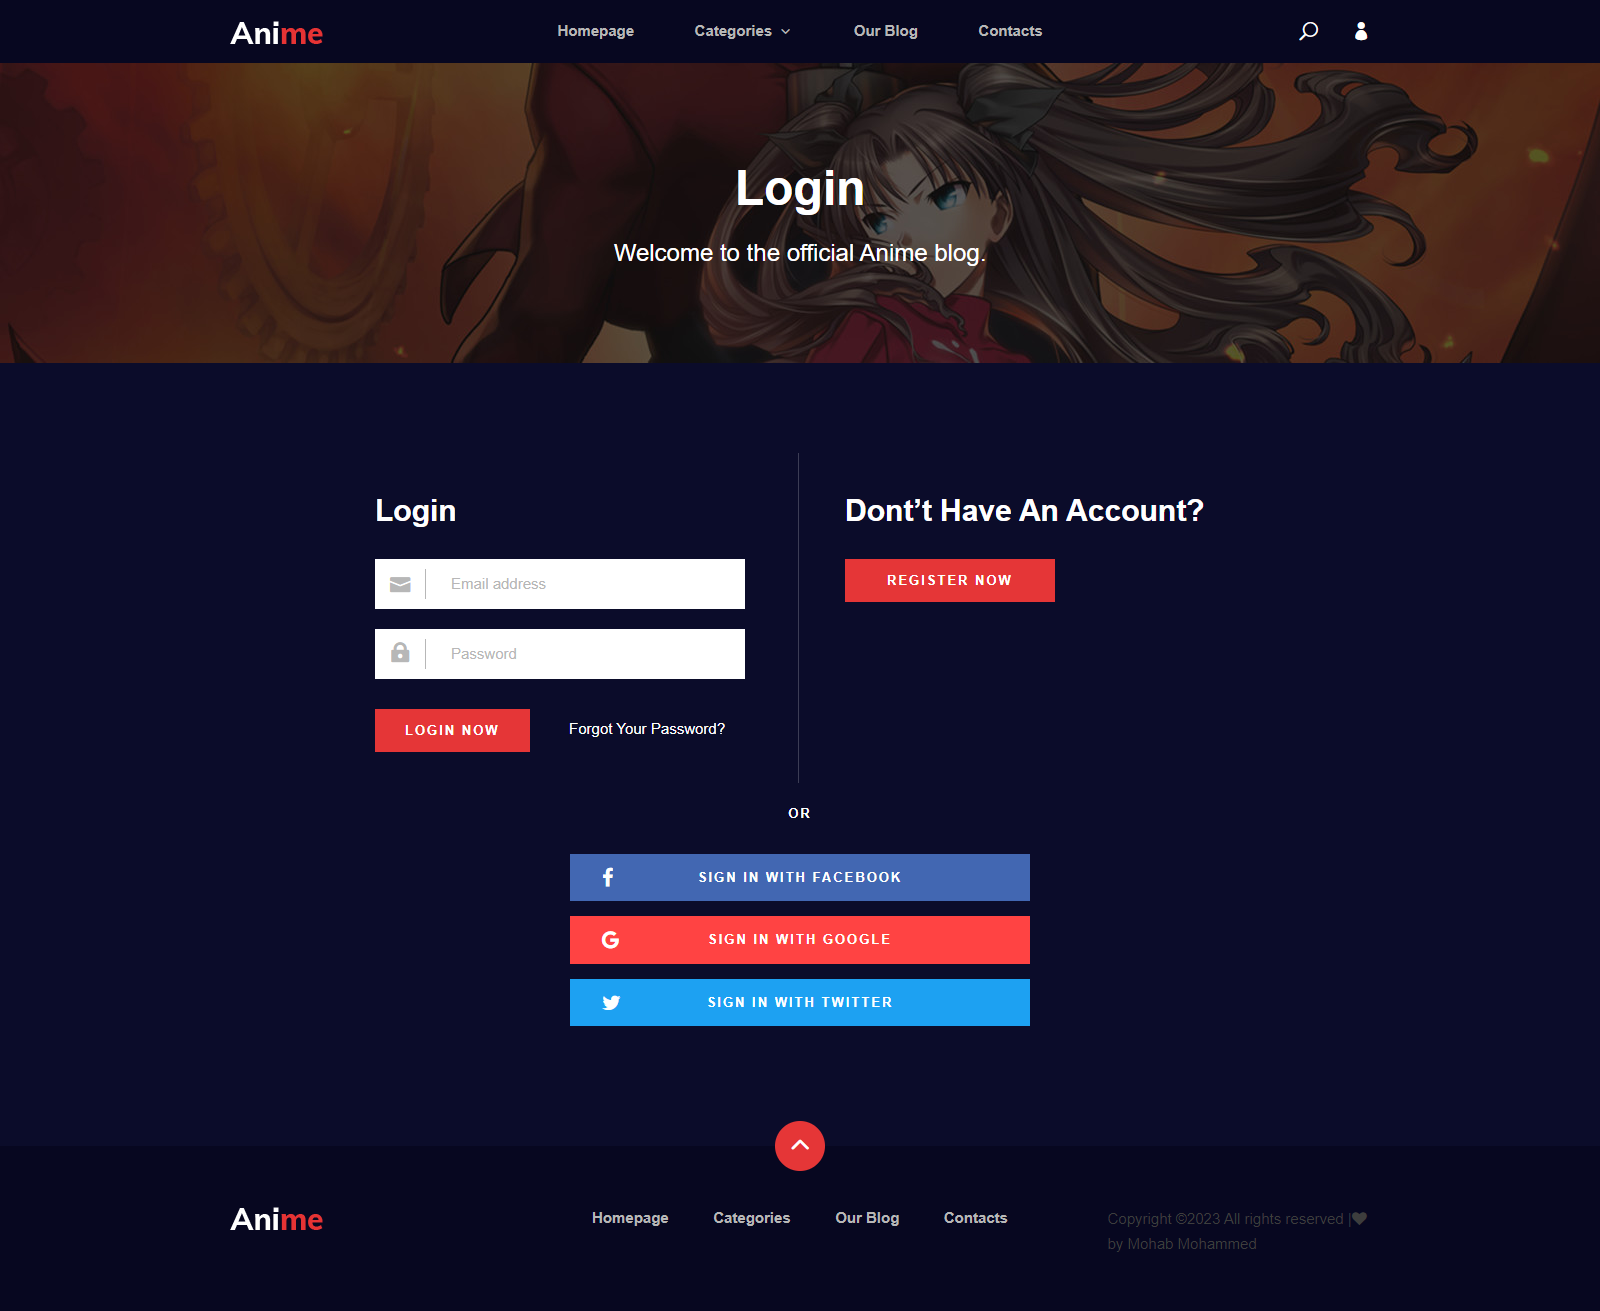 Anime
Homepage
Categories
Our Blog
Contacts
Login
Welcome to the official Anime blog.
Login
Email address
Password
LOGIN NOW
Forgot Your Password?
Dont’t Have An Account?
REGISTER NOW
OR
SIGN IN WITH FACEBOOK
SIGN IN WITH GOOGLE
SIGN IN WITH TWITTER
Anime
Homepage
Categories
Our Blog
Contacts
Copyright ©2023 All rights reserved |
by Mohab Mohammed